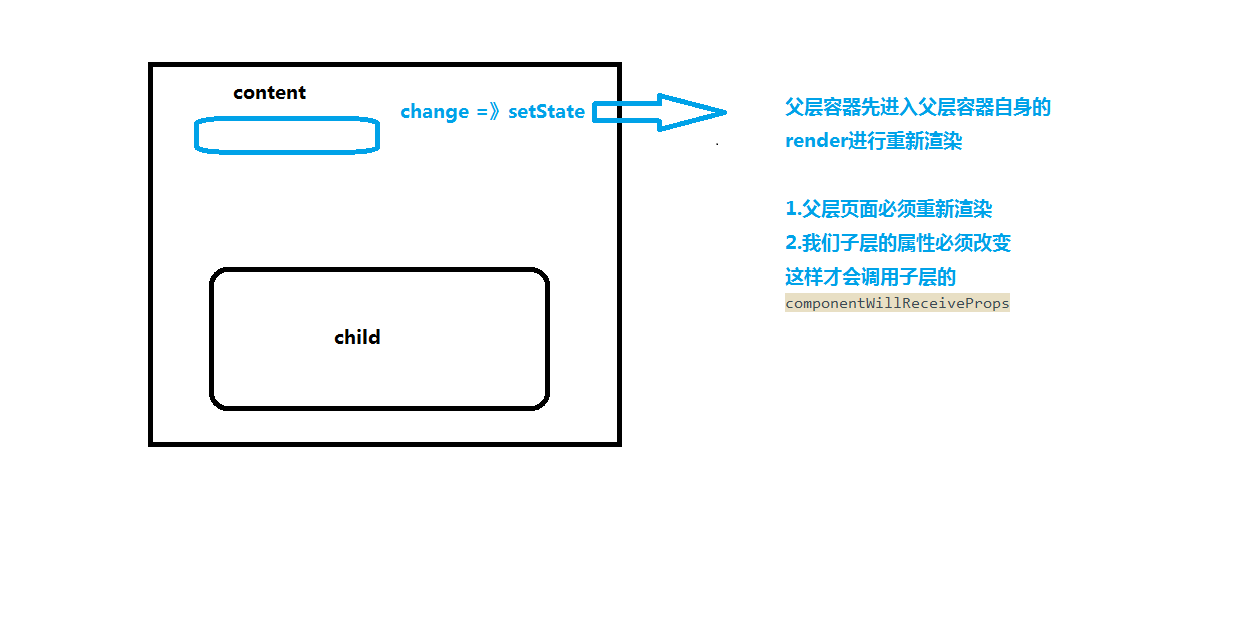 content
change =》setState
父层容器先进入父层容器自身的
render进行重新渲染
1.父层页面必须重新渲染
2.我们子层的属性必须改变
这样才会调用子层的
componentWillReceiveProps
child